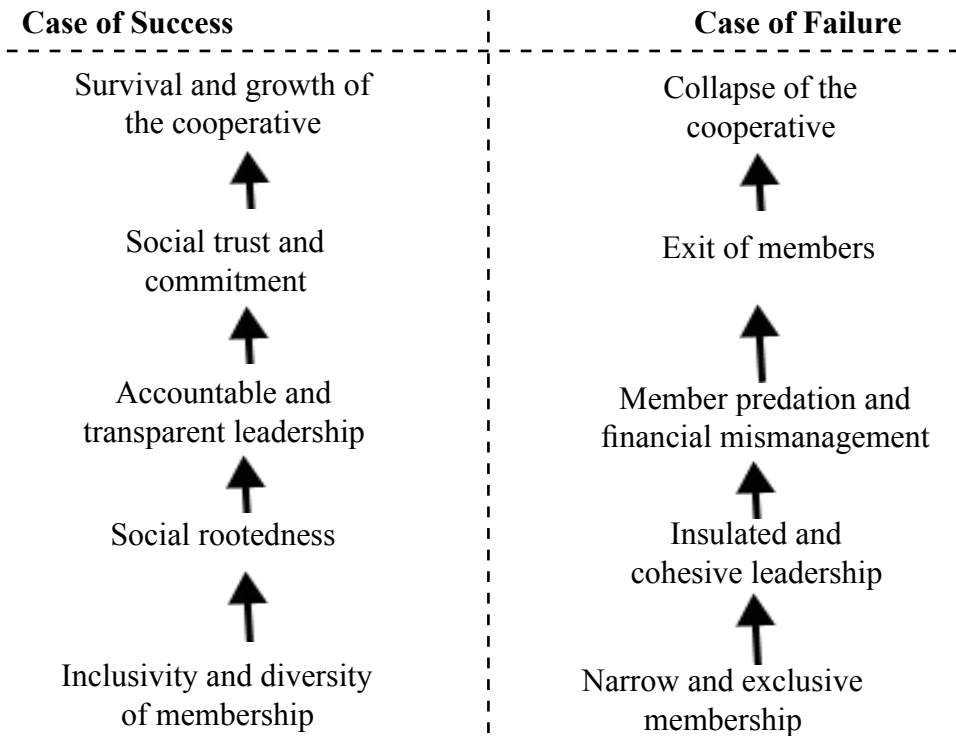 Case of Success
Survival and growth of
the cooperative
Social trust and
commitment
Accountable and
transparent leadership
Social rootedness
Inclusivity and diversity
of membership
Case of Failure
Collapse of the
cooperative
Exit of members
Member predation and
financial mismanagement
Insulated and
cohesive leadership
Narrow and exclusive
membership